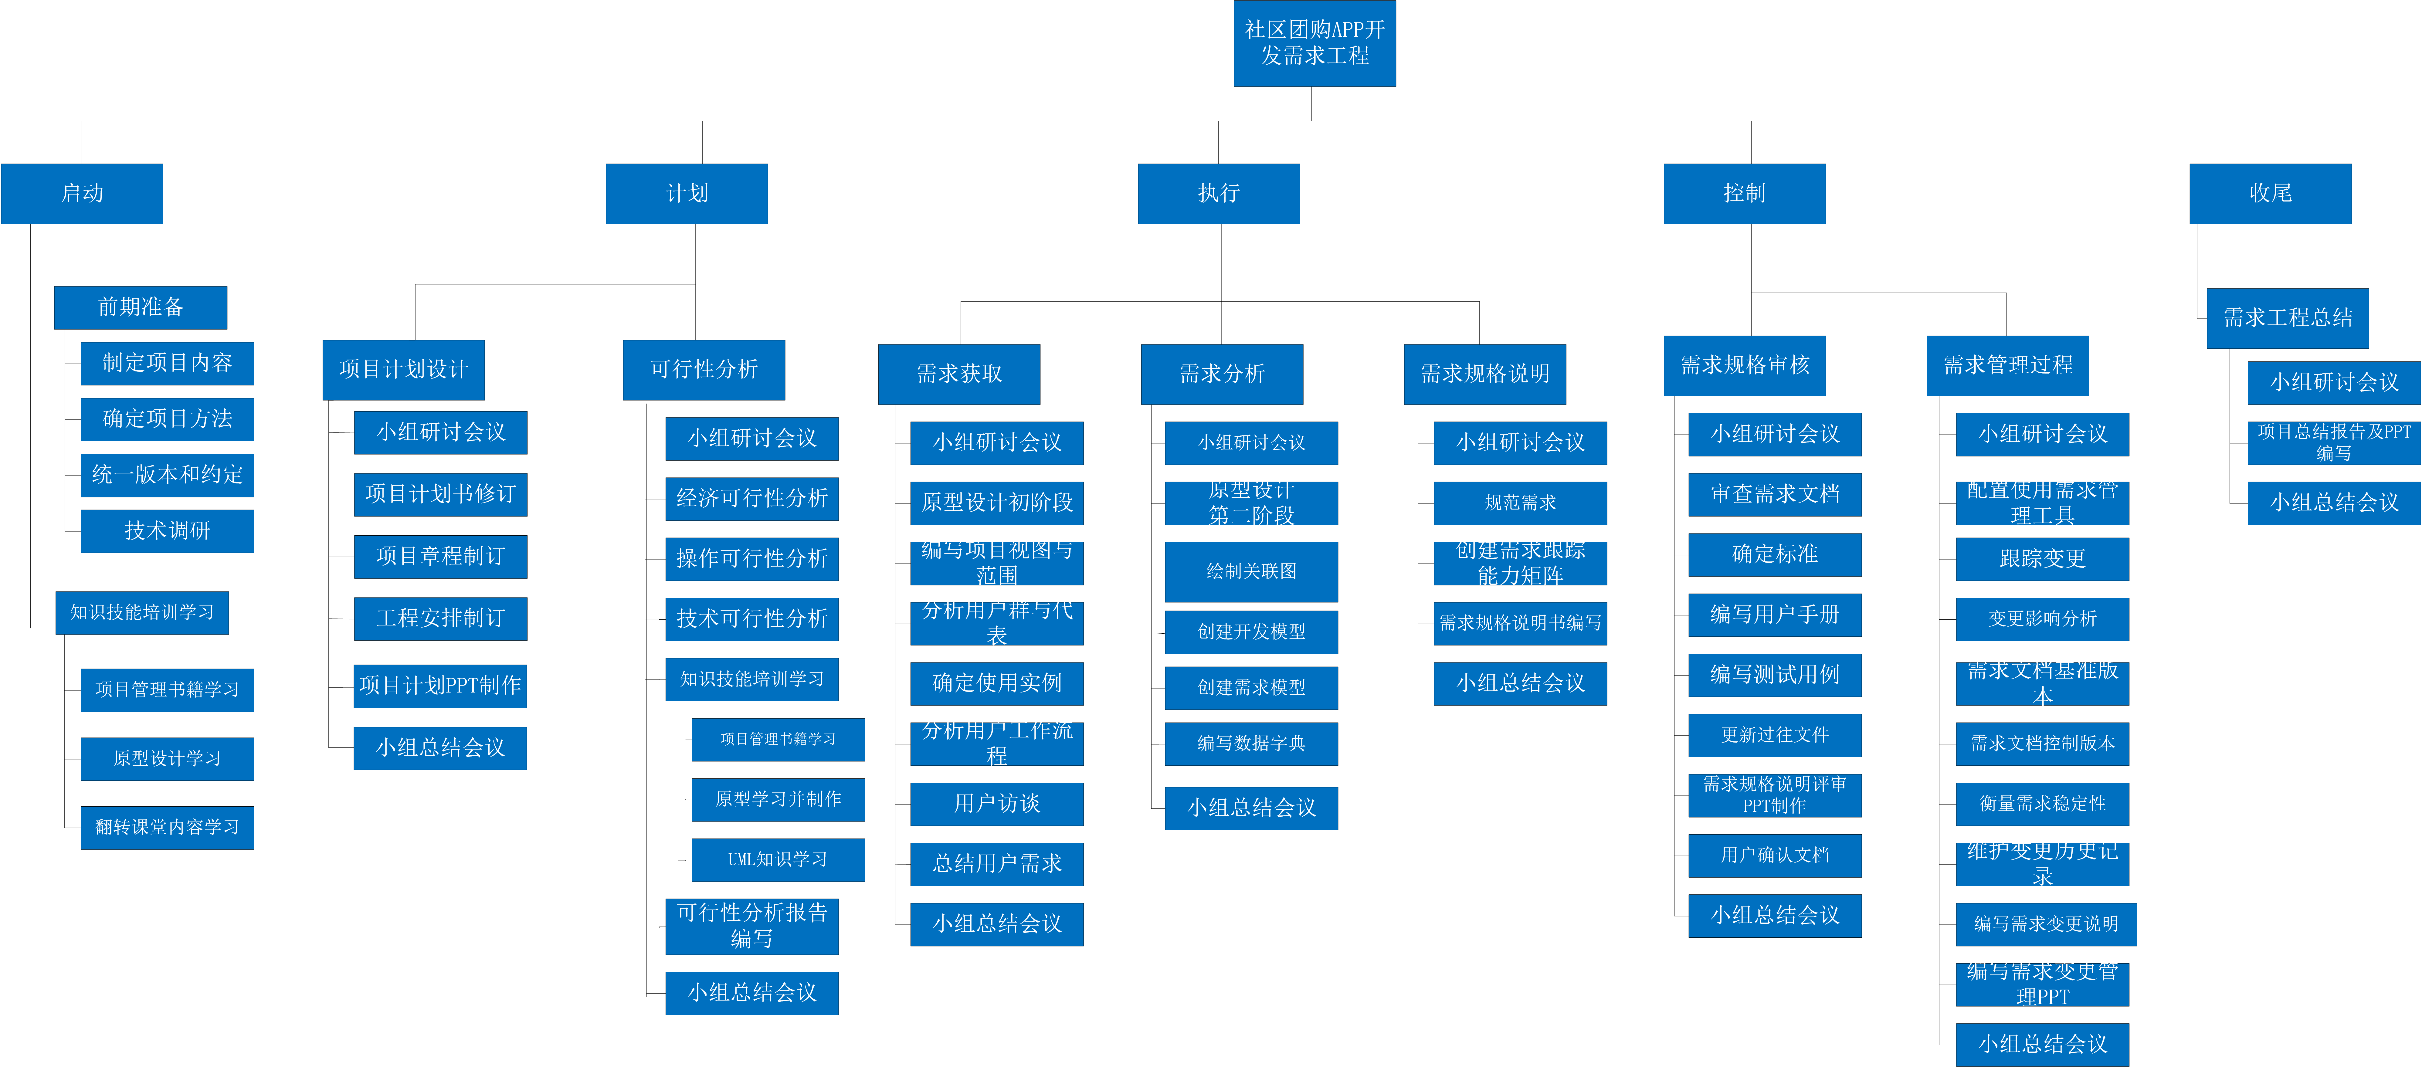 社区团购APP开
发需求工程
启动
计划
执行
控制
收尾
前期准备
制定项目内容
确定项目方法
统一版本和约定
技术调研
知识技能培训学习
项目管理书籍学习
原型设计学习
翻转课堂内容学习
项目计划设计
小组研讨会议
项目计划书修订
项目章程制订
工程安排制订
项目计划PPT制作
小组总结会议
可行性分析
小组研讨会议
经济可行性分析
操作可行性分析
技术可行性分析
知识技能培训学习
项目管理书籍学习
原型学习并制作
UML知识学习
可行性分析报告
编写
小组总结会议
需求获取
小组研讨会议
原型设计初阶段
编写项目视图与
范围
分析用户群与代
表
确定使用实例
分析用户工作流
程
用户访谈
总结用户需求
小组总结会议
需求分析
小组研讨会议
原型设计
第二阶段
绘制关联图
创建开发模型
创建需求模型
编写数据字典
小组总结会议
需求规格说明
小组研讨会议
规范需求
创建需求跟踪
能力矩阵
需求规格说明书编写
小组总结会议
需求规格审核
小组研讨会议
审查需求文档
确定标准
编写用户手册
编写测试用例
更新过往文件
需求规格说明评审
PPT制作
用户确认文档
小组总结会议
需求管理过程
小组研讨会议
配置使用需求管
理工具
跟踪变更
变更影响分析
需求文档基准版
本
需求文档控制版本
衡量需求稳定性
维护变更历史记
录
编写需求变更说明
编写需求变更管
理PPT
小组总结会议
需求工程总结
小组研讨会议
项目总结报告及PPT
编写
小组总结会议